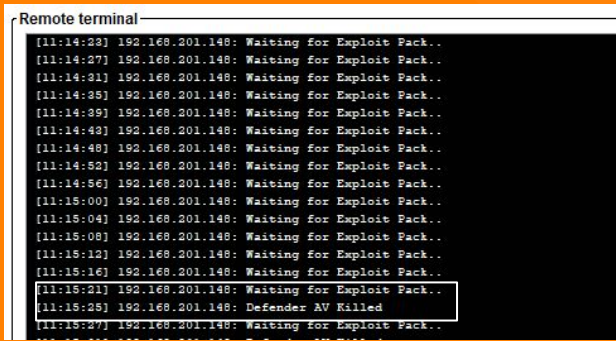 Remote terminal
[11:14:23] 192.168.201.148: Waiting for Exploit Pack..
[11:14:27] 192.168.201.148: Waiting for Exploit Pack..
[11:14:31] 192.168.201.148: Waiting for Exploit Pack..
[11:14:35] 192.168.201.148: Waiting for Exploit Pack..
[11:14:39] 192.168.201.148: Waiting for Exploit Pack..
[11:14:43] 192.168.201.148: Waiting for Exploit Pack..
[11:14:48] 192.168.201.148: Waiting for Exploit Pack..
[11:14:52] 192.168.201.148: Waiting for Exploit Pack..
[11:14:56] 192.168.201.148: Waiting for Exploit Pack..
[11:15:00] 192.168.201.148: Waiting for Exploit Pack..
[11:15:04] 192.168.201.148: Waiting for Exploit Pack..
[11:15:08] 192.168.201.148: Waiting for Exploit Pack..
[11:15:12] 192.168.201.148: Waiting for Exploit Pack..
[11:15:16] 192.168.201.148: Waiting for Exploit Pack..
[11:15:21] 192.168.201.148: Waiting for Exploit Pack..
[11:15:25] 192.168.201.148: Defender AV Killed
[11:15:27] 192.168.201.148: Waiting for Exploit Pack..